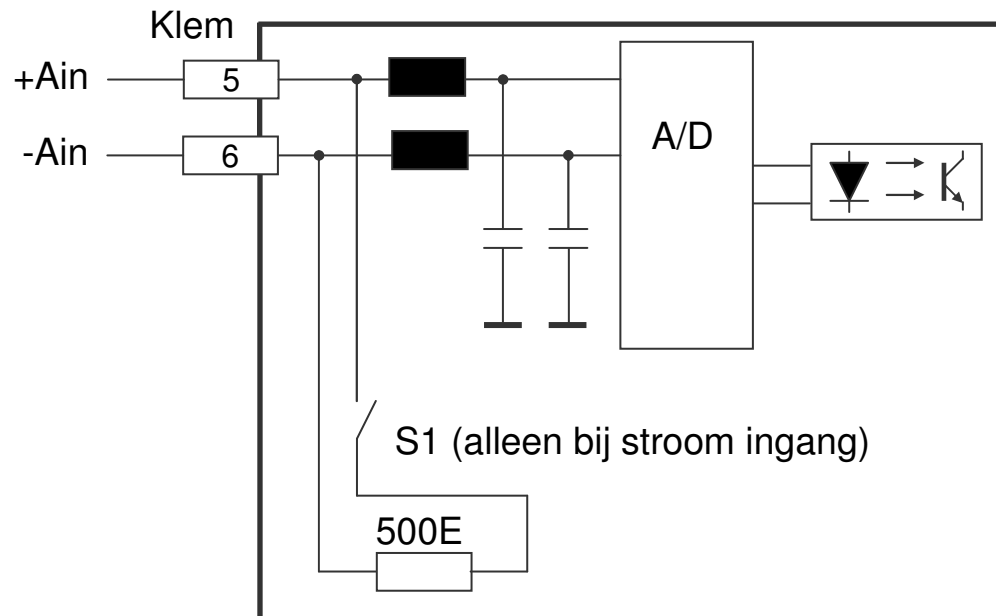 Klem
+Ain
5
-Ain
6
A/D
S1 (alleen bij stroom ingang)
500E